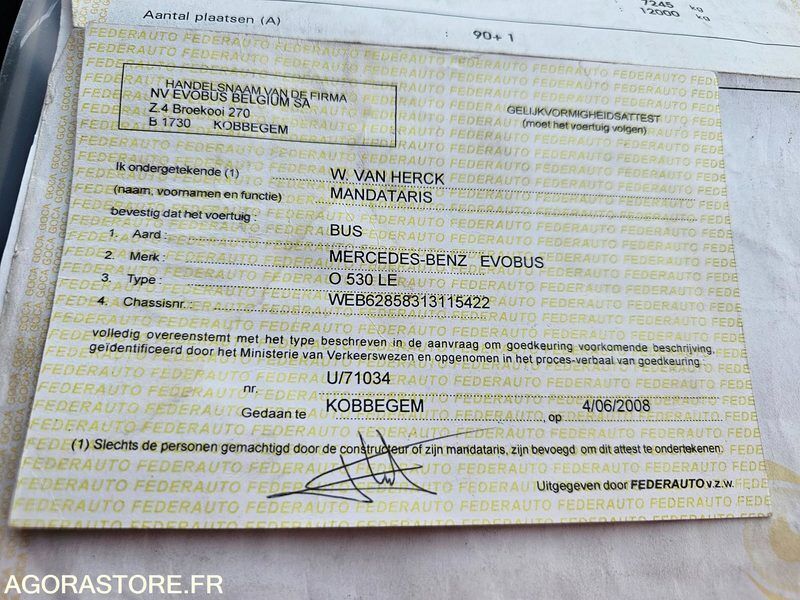 7245 kg
: 12000 kg
Aantal plaatsen (A) : 90+1
HANDELSNAAM VAN DE FIRMA
NV EVOBUS BELGIUM SA
Z.4 Broekooi 270
B 1730 KOBBEGEM
GELIJKVORMIGHEIDSATTEST
(moet het voertuig volgen)
Ik ondergetekende (1) W. VAN HERCK
(naam, voornamen en functie) MANDATARIS
bevestig dat het voertuig :
1. Aard : BUS
2. Merk : MERCEDES-BENZ EVOBUS
3. Type : O 530 LE
4. Chassisnr. : WEB62858313115422
volledig overeenstemt met het type beschreven in de aanvraag om goedkeuring voorkomende beschrijving,
geïdentificeerd door het Ministerie van Verkeerswezen en opgenomen in het proces-verbaal van goedkeuring :
nr. U/71034
Gedaan te KOBBEGEM , op 4/06/2008
(1) Slechts de personen gemachtigd door de constructeur of zijn mandataris, zijn bevoegd om dit attest te ondertekenen.
Uitgegeven door FEDERAUTO v.z.w.
AGORASTORE.FR